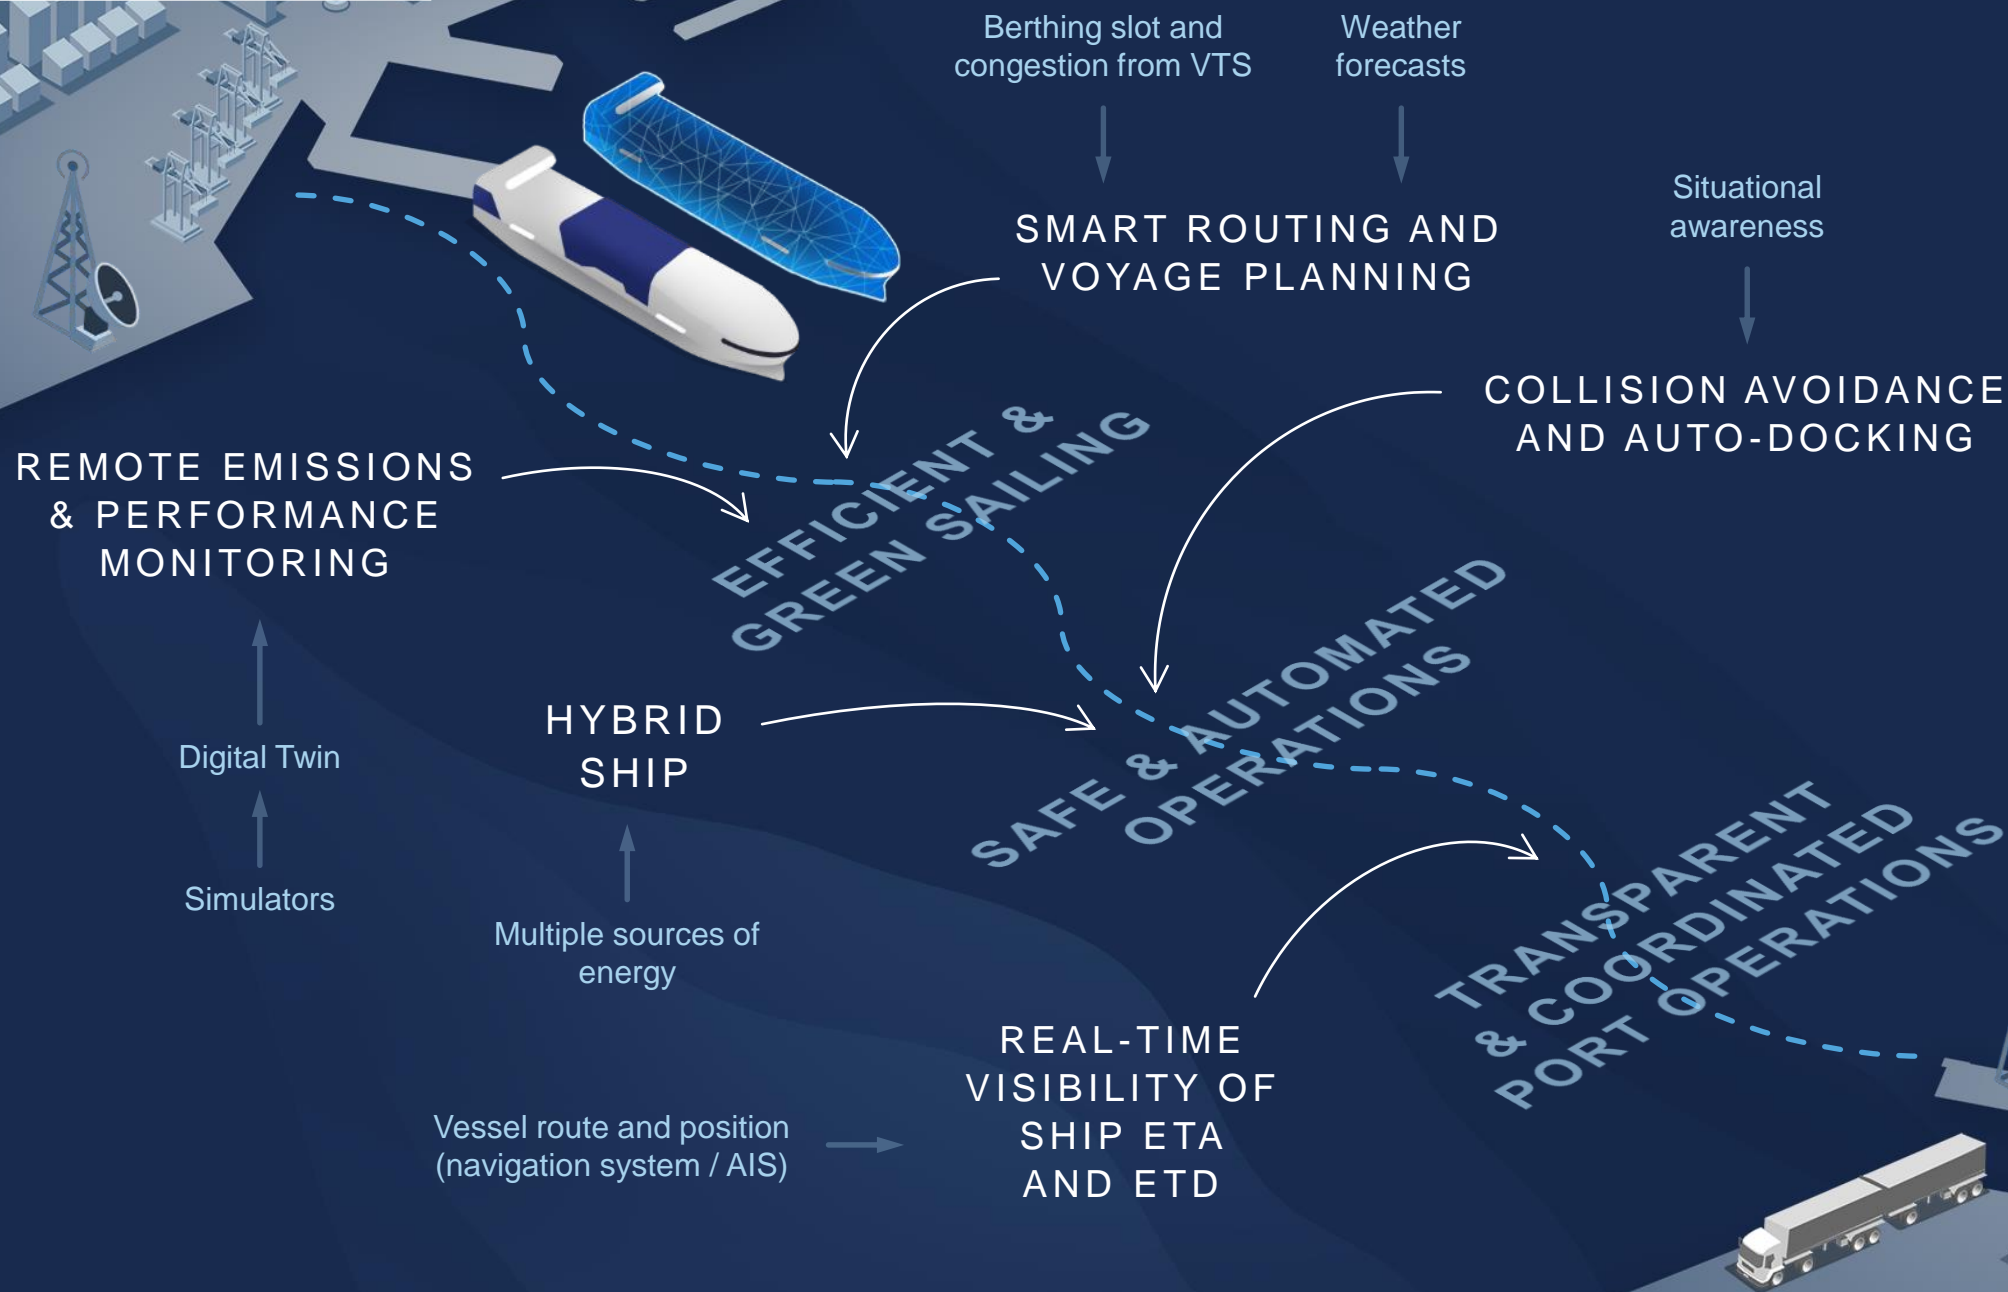 Berthing slot and
congestion from VTS
Weather
forecasts
Situational
awareness
SMART ROUTING AND
VOYAGE PLANNING
COLLISION AVOIDANCE
AND AUTO-DOCKING
REMOTE EMISSIONS
& PERFORMANCE
MONITORING
EFFICIENT &
GREEN SAILING
HYBRID
SHIP
SAFE & AUTOMATED
OPERATIONS
Digital Twin
Simulators
Multiple sources of
energy
TRANSPARENT
& COORDINATED
PORT OPERATIONS
REAL-TIME
VISIBILITY OF
SHIP ETA
AND ETD
Vessel route and position
(navigation system / AIS)